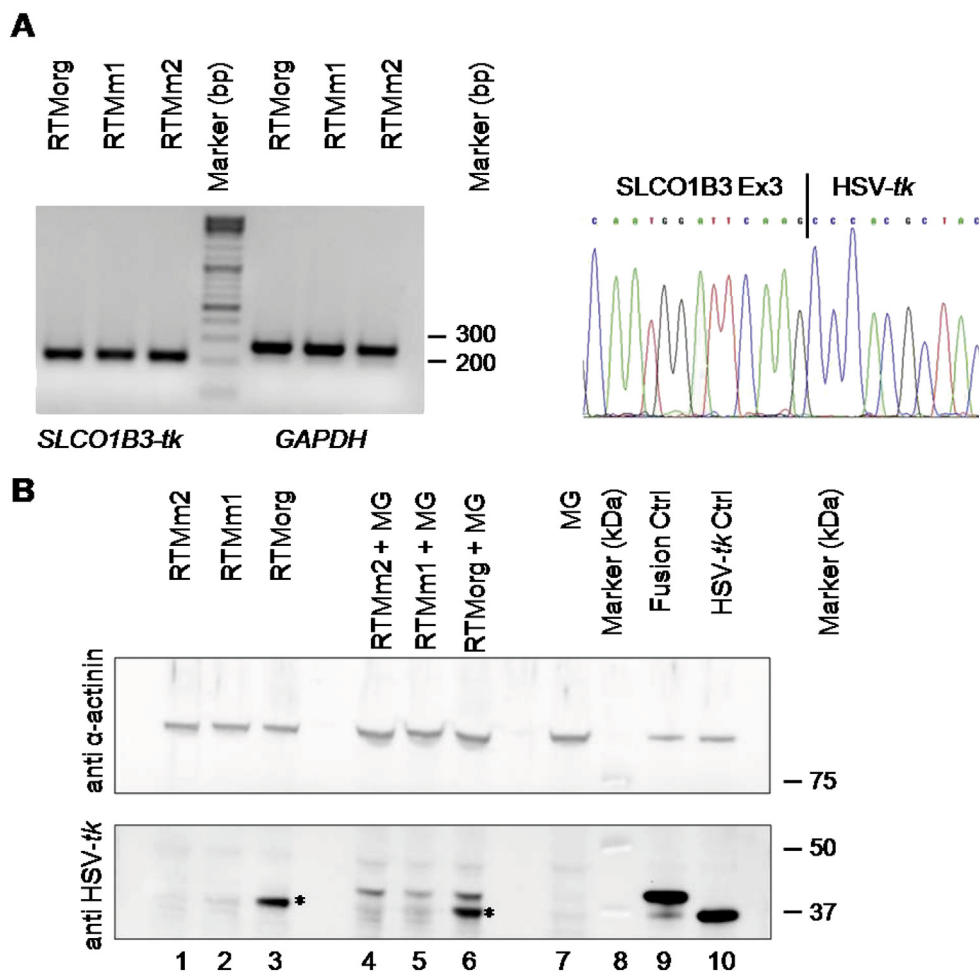 A
RTMorg
RTMm1
RTMm2
Marker (bp)
RTMorg
RTMm1
RTMm2
Marker (bp)
300
200
SLCO1B3-tk
GAPDH
SLCO1B3 Ex3 HSV-tk
C A A T G G A T T C A A G C C C A C G C T A C
B
RTMm2
RTMm1
RTMorg
RTMm2 + MG
RTMm1 + MG
RTMorg + MG
MG
Marker (kDa)
Fusion Ctrl
HSV-tk Ctrl
Marker (kDa)
anti α-actinin
75
anti HSV-tk
50
37
* *
1 2 3 4 5 6 7 8 9 10